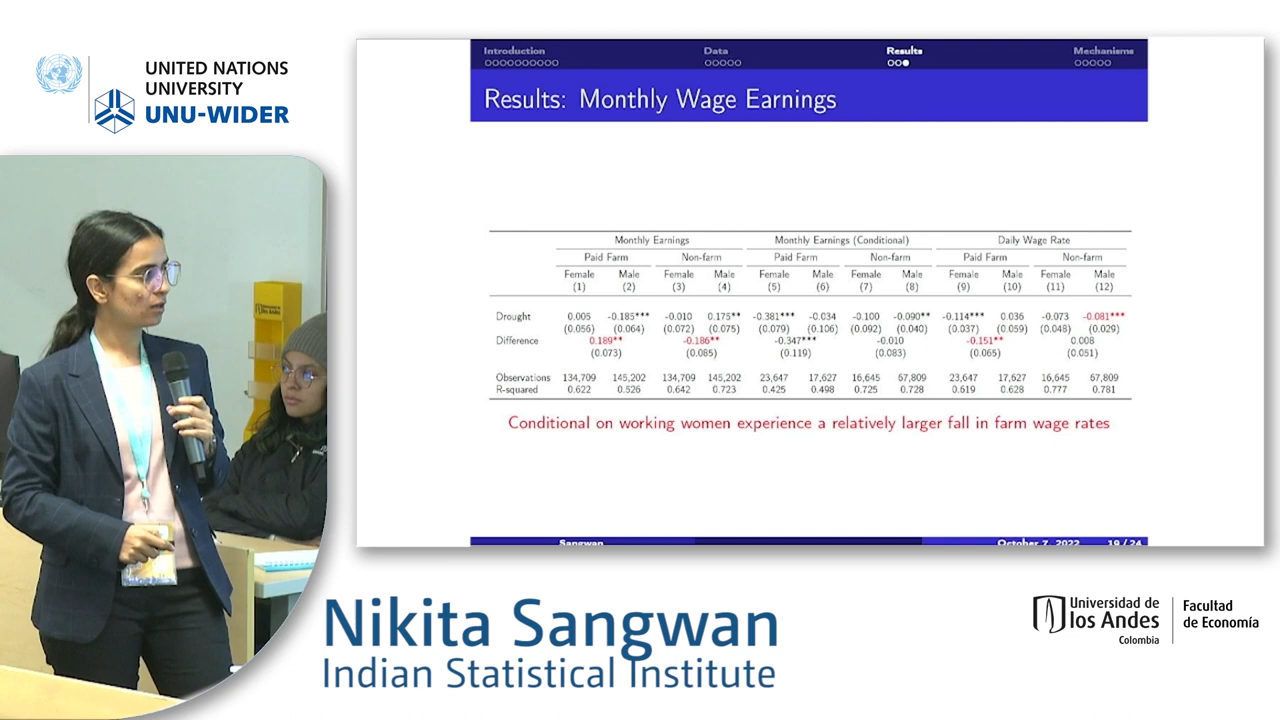 UNITED NATIONS
UNIVERSITY
UNU-WIDER
Introduction Data Results Mechanisms
Results: Monthly Wage Earnings
Monthly Earnings Monthly Earnings (Conditional) Daily Wage Rate
Paid Farm Non-farm Paid Farm Non-farm Paid Farm Non-farm
Female Male Female Male Female Male Female Male Female Male Female Male
(1) (2) (3) (4) (5) (6) (7) (8) (9) (10) (11) (12)
Drought 0.005 -0.185*** -0.010 0.175** -0.381*** -0.034 -0.100 -0.090** -0.114*** 0.036 -0.073 -0.081***
(0.056) (0.064) (0.072) (0.075) (0.079) (0.106) (0.092) (0.040) (0.037) (0.059) (0.048) (0.029)
Difference 0.189** -0.186** -0.347*** -0.010 -0.151** 0.008
(0.073) (0.085) (0.119) (0.083) (0.065) (0.051)
Observations 134,709 145,202 134,709 145,202 23,647 17,627 16,645 67,809 23,647 17,627 16,645 67,809
R-squared 0.622 0.526 0.642 0.723 0.425 0.498 0.725 0.728 0.619 0.628 0.777 0.781
Conditional on working women experience a relatively larger fall in farm wage rates
Sangwan October 7, 2022 19 / 24
Nikita Sangwan
Indian Statistical Institute
Universidad de
los Andes
Colombia
Facultad
de Economía